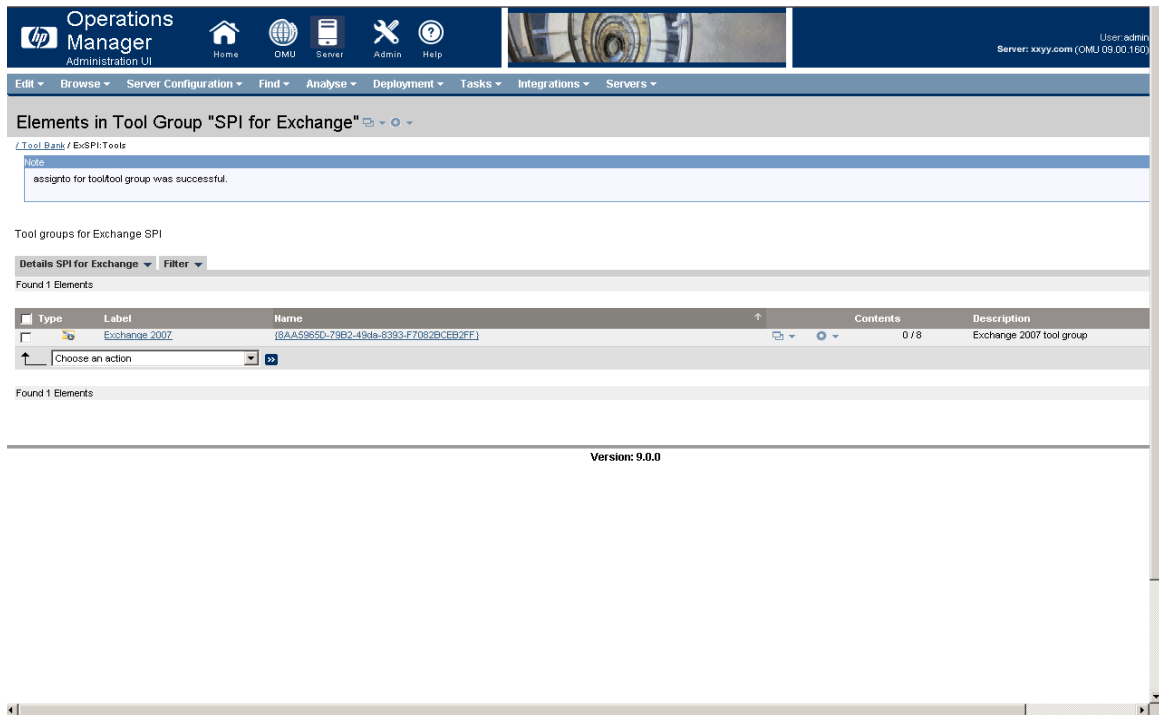 hp
Operations
Manager
Administration UI
Home OMU Server Admin Help
User:admin
Server: xxyy.com (OMU 09.00.160)
Edit Browse Server Configuration Find Analyse Deployment Tasks Integrations Servers
Elements in Tool Group "SPI for Exchange"
/ Tool Bank / ExSPI:Tools
Note
assignto for tool/tool group was successful.
Tool groups for Exchange SPI
Details SPI for Exchange Filter
Found 1 Elements
Type Label Name Contents Description
Exchange 2007 {8AA5965D-79B2-49da-8393-F7082BCEB2FF} 0 / 8 Exchange 2007 tool group
Choose an action
Found 1 Elements
Version: 9.0.0